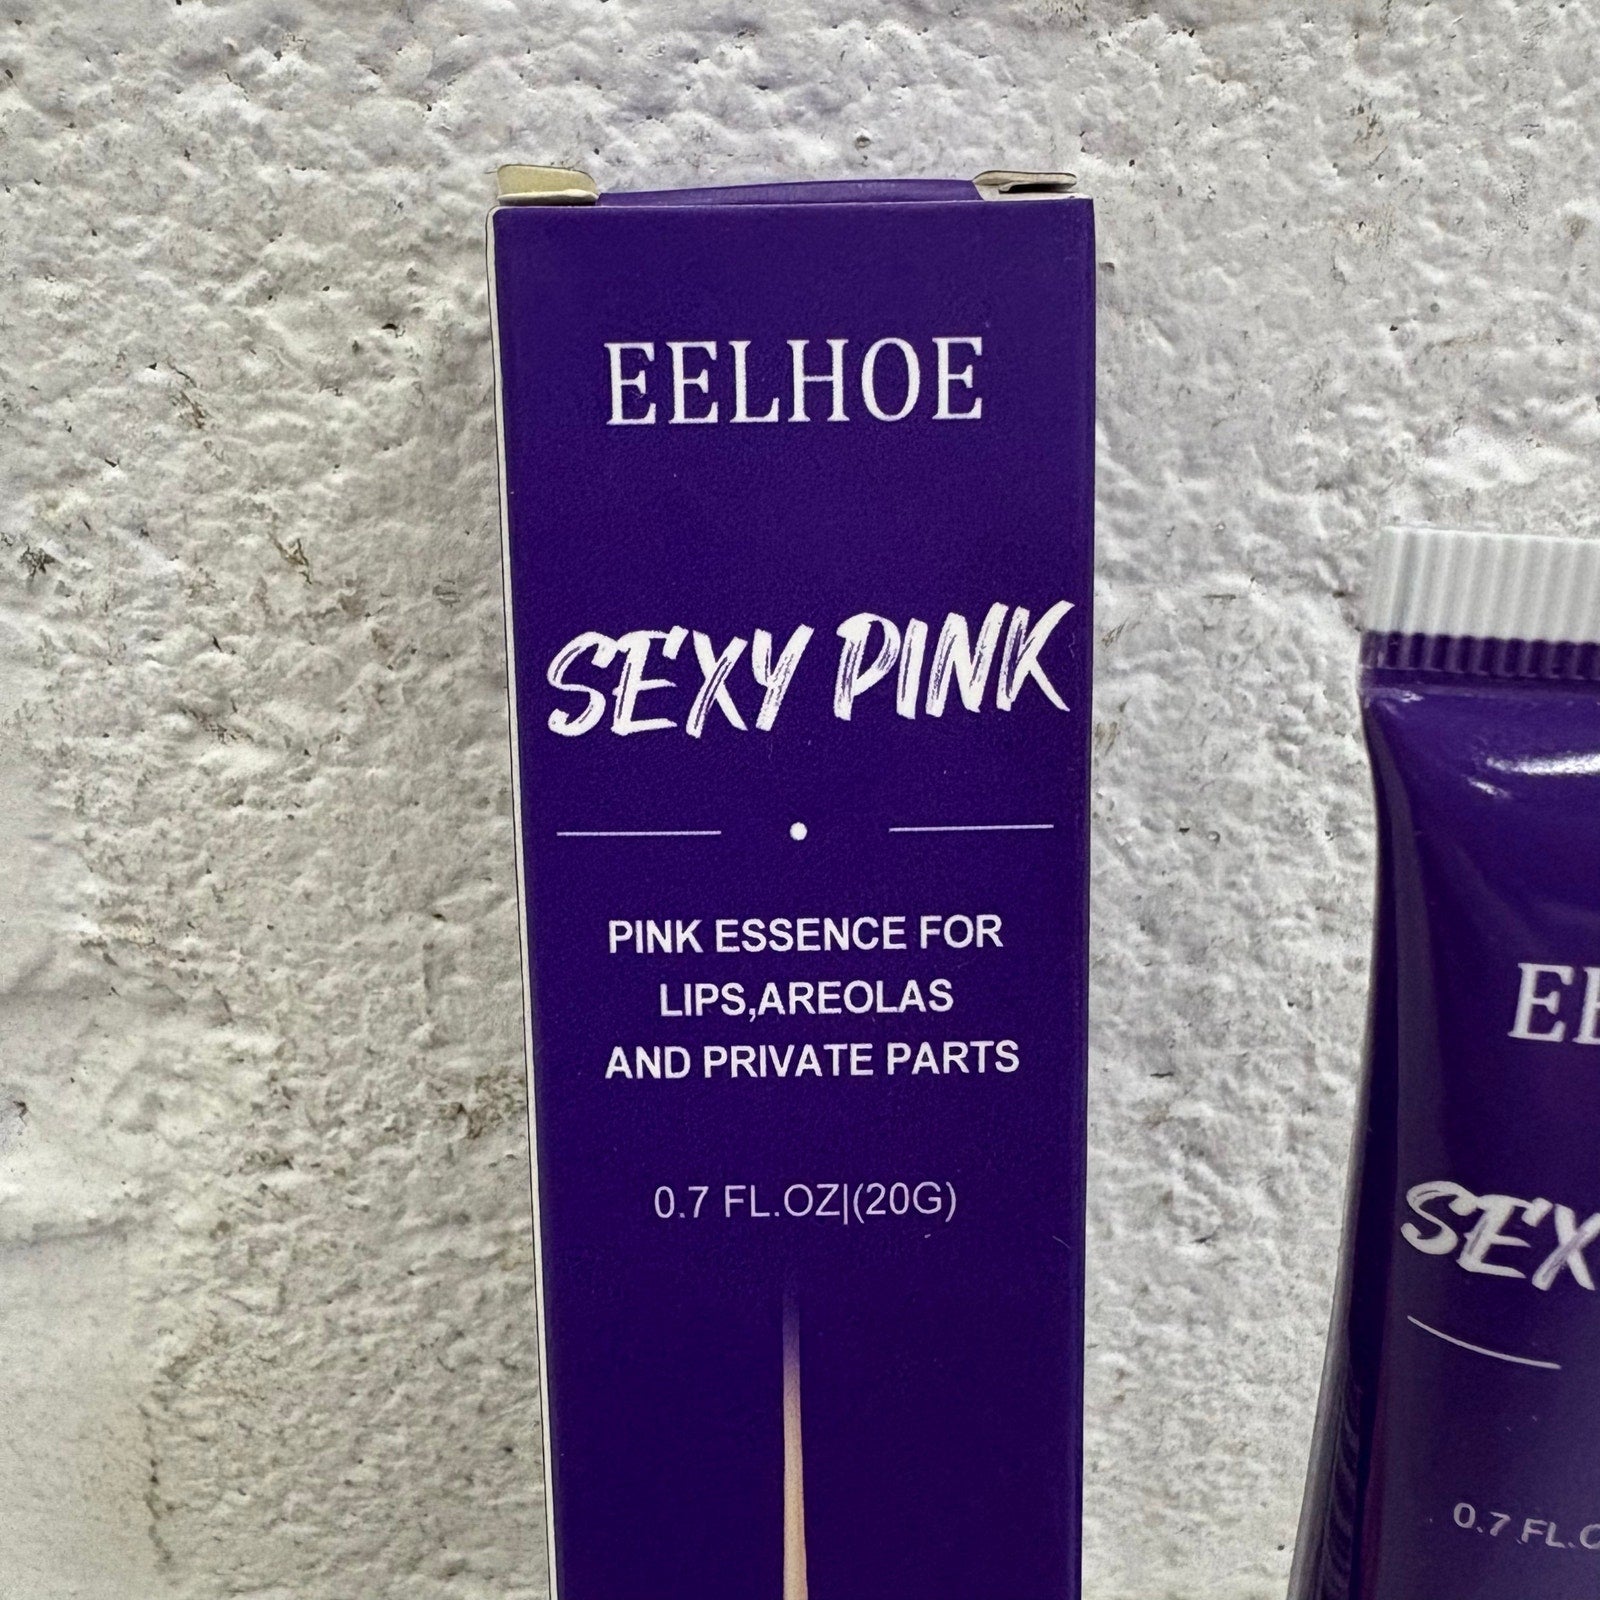 EELHOE
SEXY PINK
PINK ESSENCE FOR
LIPS,AREOLAS
AND PRIVATE PARTS
0.7 FL.OZ|(20G)
SEX
0.7 FL.O